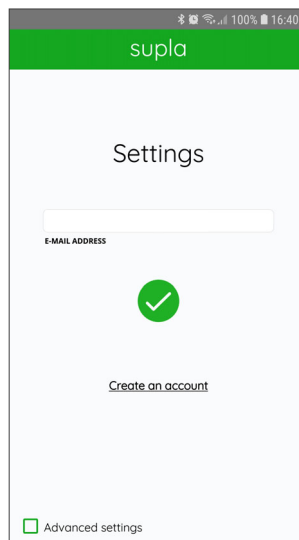 100% 16:40
supla
Settings
E-MAIL ADDRESS
Create an account
Advanced settings